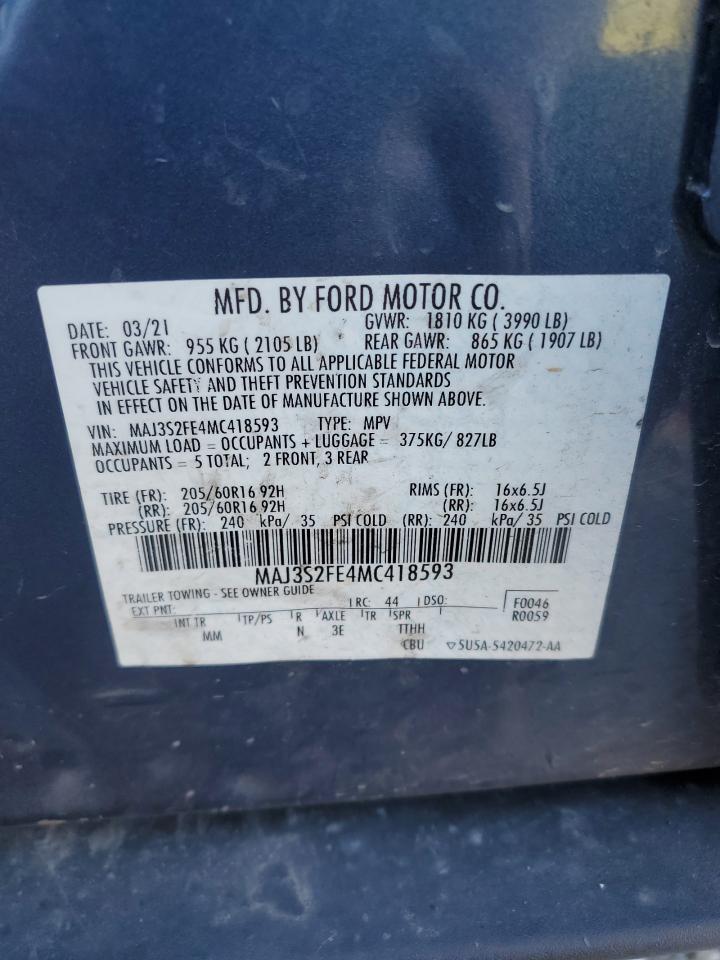 MFD. BY FORD MOTOR CO.
DATE: 03/21 GVWR: 1810 KG ( 3990 LB)
FRONT GAWR: 955 KG ( 2105 LB) REAR GAWR: 865 KG ( 1907 LB)
THIS VEHICLE CONFORMS TO ALL APPLICABLE FEDERAL MOTOR
VEHICLE SAFETY AND THEFT PREVENTION STANDARDS
IN EFFECT ON THE DATE OF MANUFACTURE SHOWN ABOVE.
VIN: MAJ3S2FE4MC418593 TYPE: MPV
MAXIMUM LOAD = OCCUPANTS + LUGGAGE = 375KG/ 827LB
OCCUPANTS = 5 TOTAL; 2 FRONT, 3 REAR
TIRE (FR): 205/60R16 92H RIMS (FR): 16x6.5J
(RR): 205/60R16 92H (RR): 16x6.5J
PRESSURE (FR): 240 kPa/ 35 PSI COLD (RR): 240 kPa/ 35 PSI COLD
MAJ3S2FE4MC418593
TRAILER TOWING - SEE OWNER GUIDE
EXT PNT: RC: 44 DSO: F0046
R0059
INT TR TP/PS R AXLE TR SPR
MM N 3E TTHH
CBU ▽ 5U5A-5420472-AA